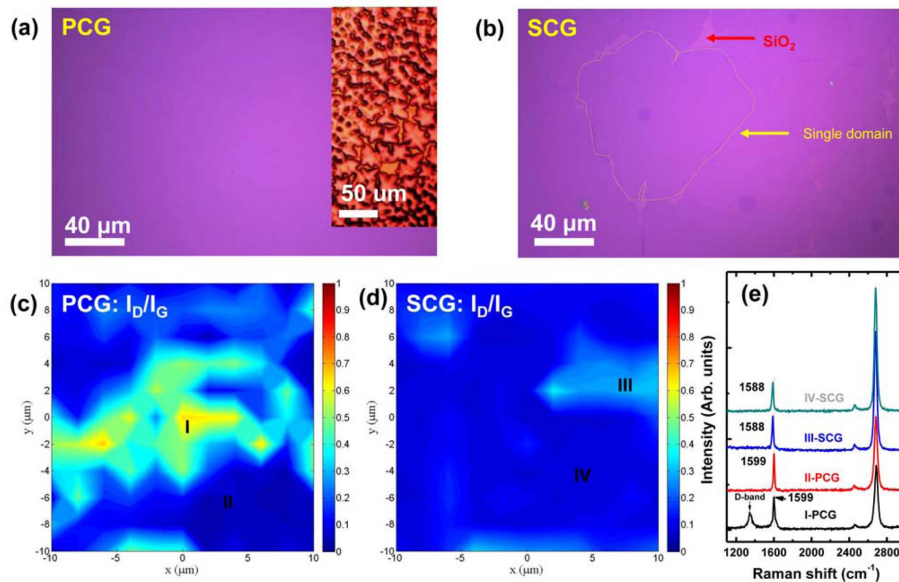 (a) PCG
50 um
40 μm
(b) SCG
SiO₂
Single domain
40 μm
(c) PCG: I_D/I_G
10
8
6
4
2
0
-2
-4
-6
-8
-10
y (μm)
-10 -5 0 5 10
x (μm)
I
II
1
0.9
0.8
0.7
0.6
0.5
0.4
0.3
0.2
0.1
0
(d) SCG: I_D/I_G
10
8
6
4
2
0
-2
-4
-6
-8
-10
y (μm)
-10 -5 0 5 10
x (μm)
III
IV
1
0.9
0.8
0.7
0.6
0.5
0.4
0.3
0.2
0.1
0
(e)
Intensity (Arb. units)
1588
IV-SCG
1588
III-SCG
1599
II-PCG
D-band
1599
I-PCG
1200 1600 2000 2400 2800
Raman shift (cm⁻¹)